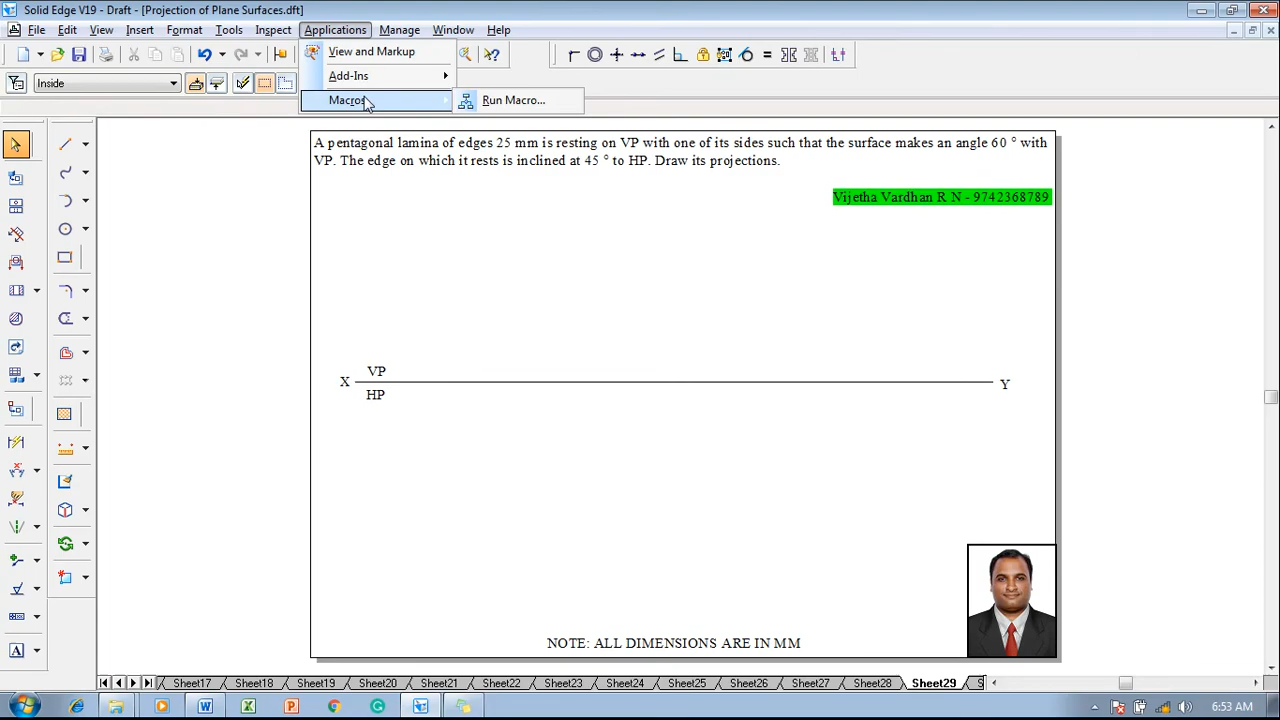 Solid Edge V19 - Draft - [Projection of Plane Surfaces.dft]
File Edit View Insert Format Tools Inspect Applications Manage Window Help
View and Markup
Inside
Add-Ins
Macros
Run Macro...
A pentagonal lamina of edges 25 mm is resting on VP with one of its sides such that the surface makes an angle 60 ° with
VP. The edge on which it rests is inclined at 45 ° to HP. Draw its projections.
Vijetha Vardhan R N - 9742368789
VP
X
Y
HP
NOTE: ALL DIMENSIONS ARE IN MM
Sheet17 Sheet18 Sheet19 Sheet20 Sheet21 Sheet22 Sheet23 Sheet24 Sheet25 Sheet26 Sheet27 Sheet28 Sheet29 S
6:53 AM